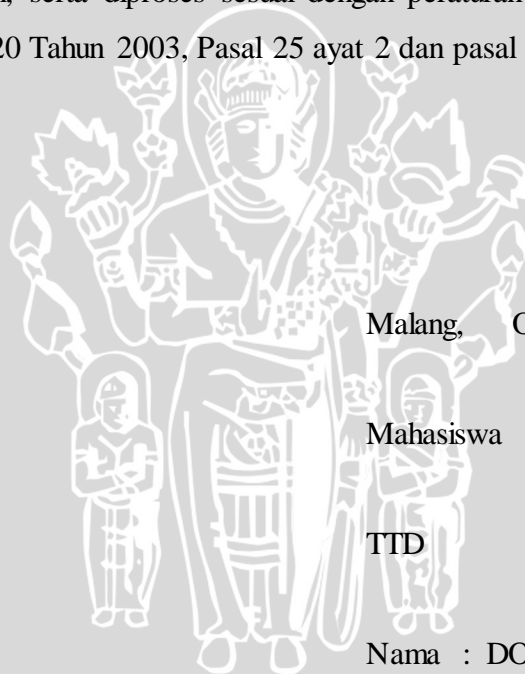 serta diproses sesuai dengan peraturan
20 Tahun 2003, Pasal 25 ayat 2 dan pasal
Malang,
Mahasiswa
TTD
Nama :